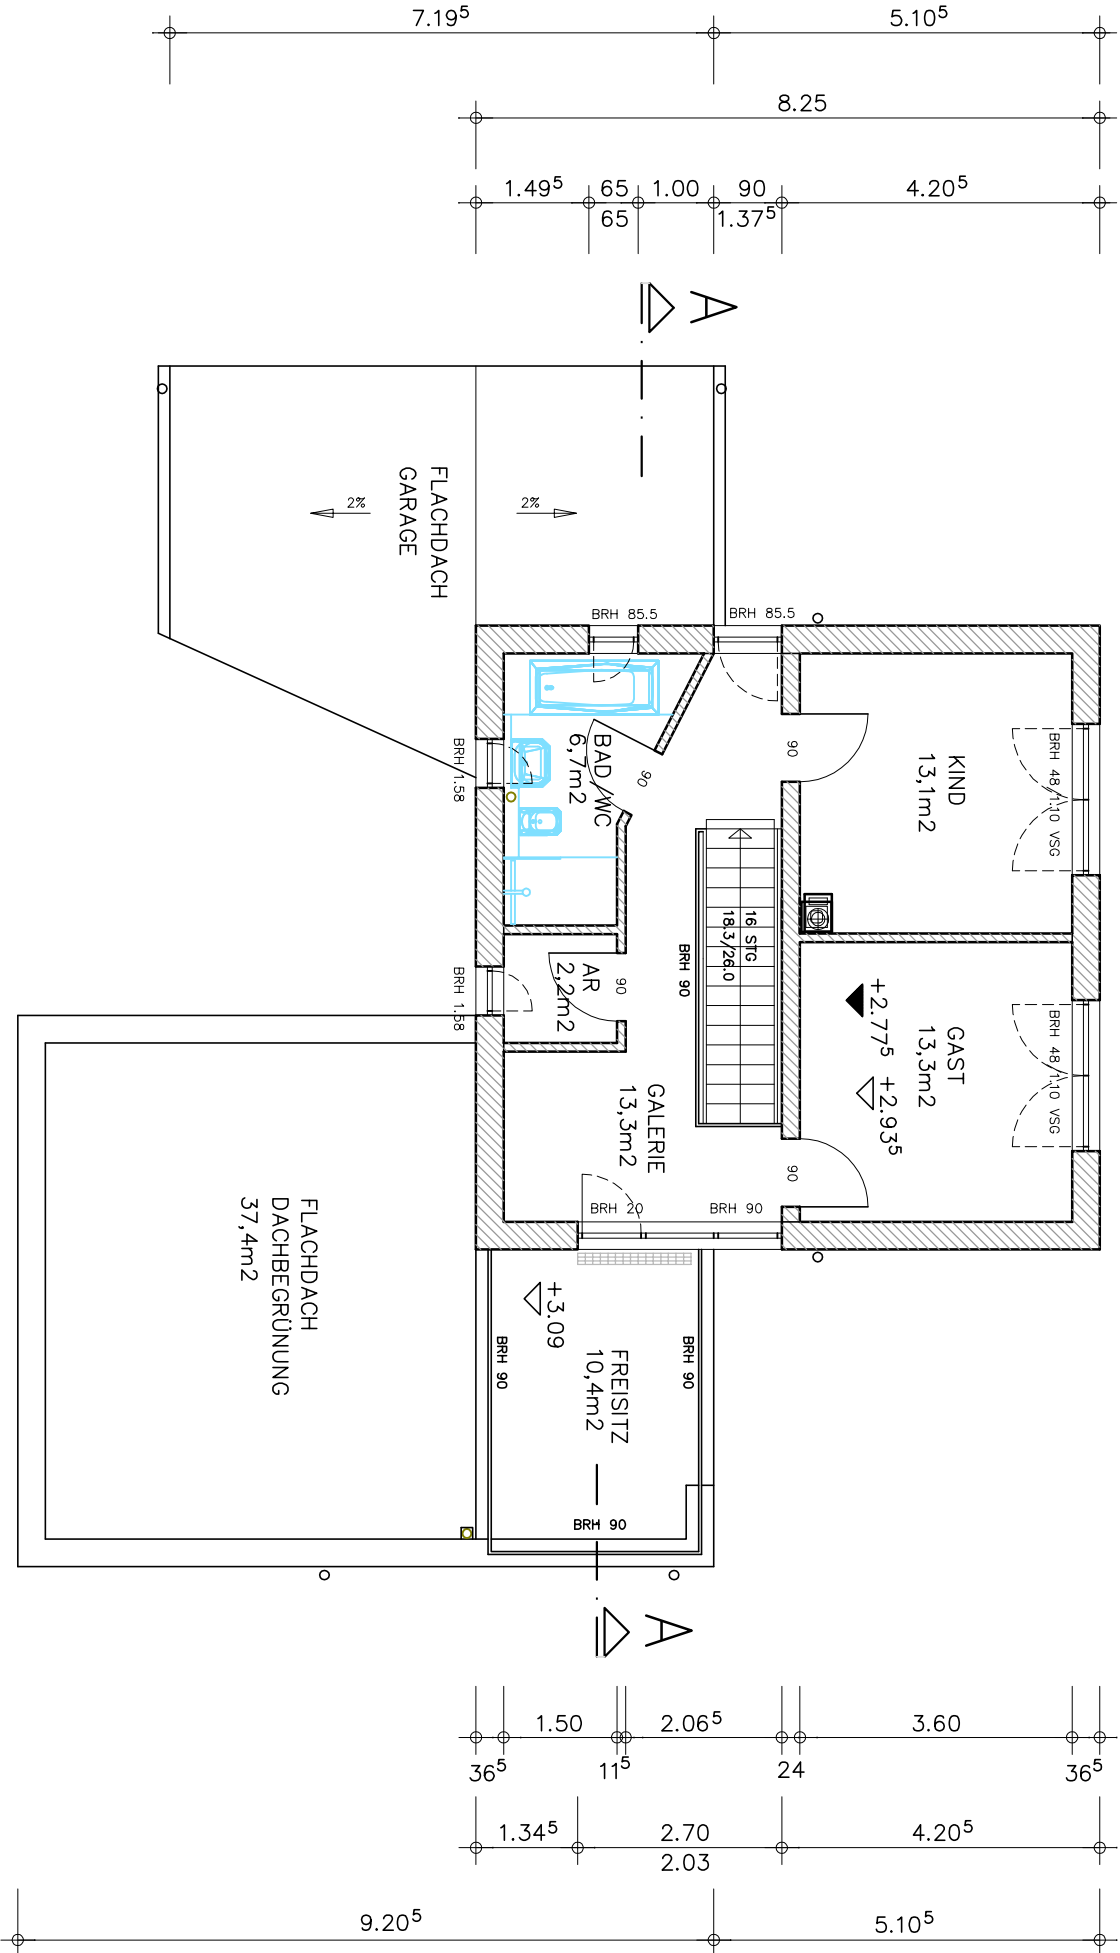 7.19⁵
5.10⁵
8.25
1.49⁵
65
1.00
90
4.20⁵
65
1.37⁵
A
FLACHDACH
GARAGE
2%
2%
BRH 85.5
BRH 85.5
BRH 1.58
BAD /WC
6,7m2
90
90
KIND
13,1m2
BRH 48/1.10 VSG
16 STG
18.3/26.0
BRH 90
BRH 1.58
AR
2,2m2
90
+2.77⁵
+2.93⁵
GAST
13,3m2
BRH 48/1.10 VSG
GALERIE
13,3m2
90
BRH 20
BRH 90
FLACHDACH
DACHBEGRÜNUNG
37,4m2
+3.09
BRH 90
FREISITZ
10,4m2
BRH 90
BRH 90
A
1.50
2.06⁵
3.60
36⁵
11⁵
24
36⁵
1.34⁵
2.70
4.20⁵
2.03
9.20⁵
5.10⁵